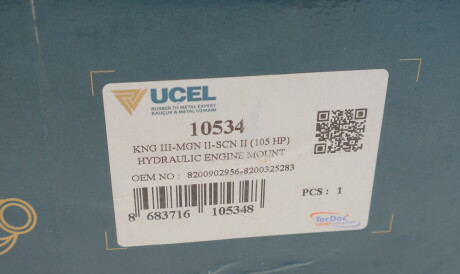 UCEL
RUBBER TO METAL EXPERT
KAUÇUK & METAL UZMANI
10534
KNG III-MGN II-SCN II (105 HP)
HYDRAULIC ENGINE MOUNT
OEM NO : 8200902956-8200325283
PCS : 1
8 683716 105348
TecDoc